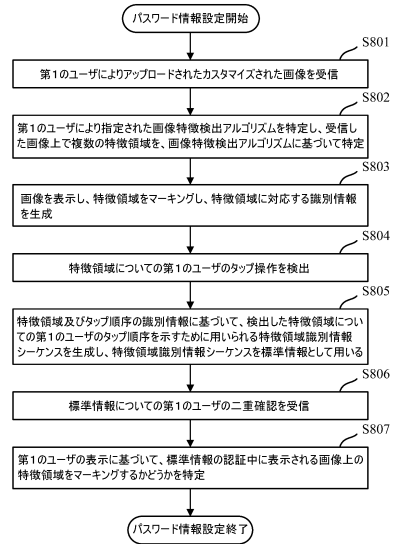 パスワード情報設定開始
S801
第1のユーザによりアップロードされたカスタマイズされた画像を受信
S802
第1のユーザにより指定された画像特徴検出アルゴリズムを特定し、受信
した画像上で複数の特徴領域を、画像特徴検出アルゴリズムに基づいて特定
S803
画像を表示し、特徴領域をマーキングし、特徴領域に対応する識別情報
を生成
S804
特徴領域についての第1のユーザのタップ操作を検出
S805
特徴領域及びタップ順序の識別情報に基づいて、検出した特徴領域につい
ての第1のユーザのタップ順序を示すために用いられる特徴領域識別情報
シーケンスを生成し、特徴領域識別情報シーケンスを標準情報として用いる
S806
標準情報についての第1のユーザの二重確認を受信
S807
第1のユーザの表示に基づいて、標準情報の認証中に表示される画像上の
特徴領域をマーキングするかどうかを特定
パスワード情報設定終了